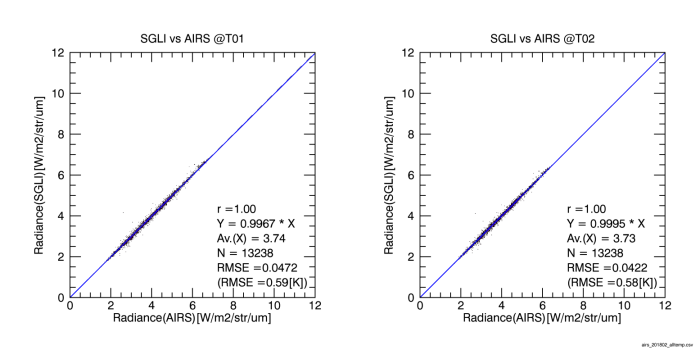 SGLI vs AIRS @T01
12
10
8
6
4
2
0
Radiance(SGLI)[W/m2/str/um]
r =1.00
Y = 0.9967 * X
Av.(X) = 3.74
N = 13238
RMSE =0.0472
(RMSE =0.59[K])
0 2 4 6 8 10 12
Radiance(AIRS)[W/m2/str/um]
SGLI vs AIRS @T02
12
10
8
6
4
2
0
Radiance(SGLI)[W/m2/str/um]
r =1.00
Y = 0.9995 * X
Av.(X) = 3.73
N = 13238
RMSE =0.0422
(RMSE =0.58[K])
0 2 4 6 8 10 12
Radiance(AIRS)[W/m2/str/um]
airs_201802_alltemp.csv